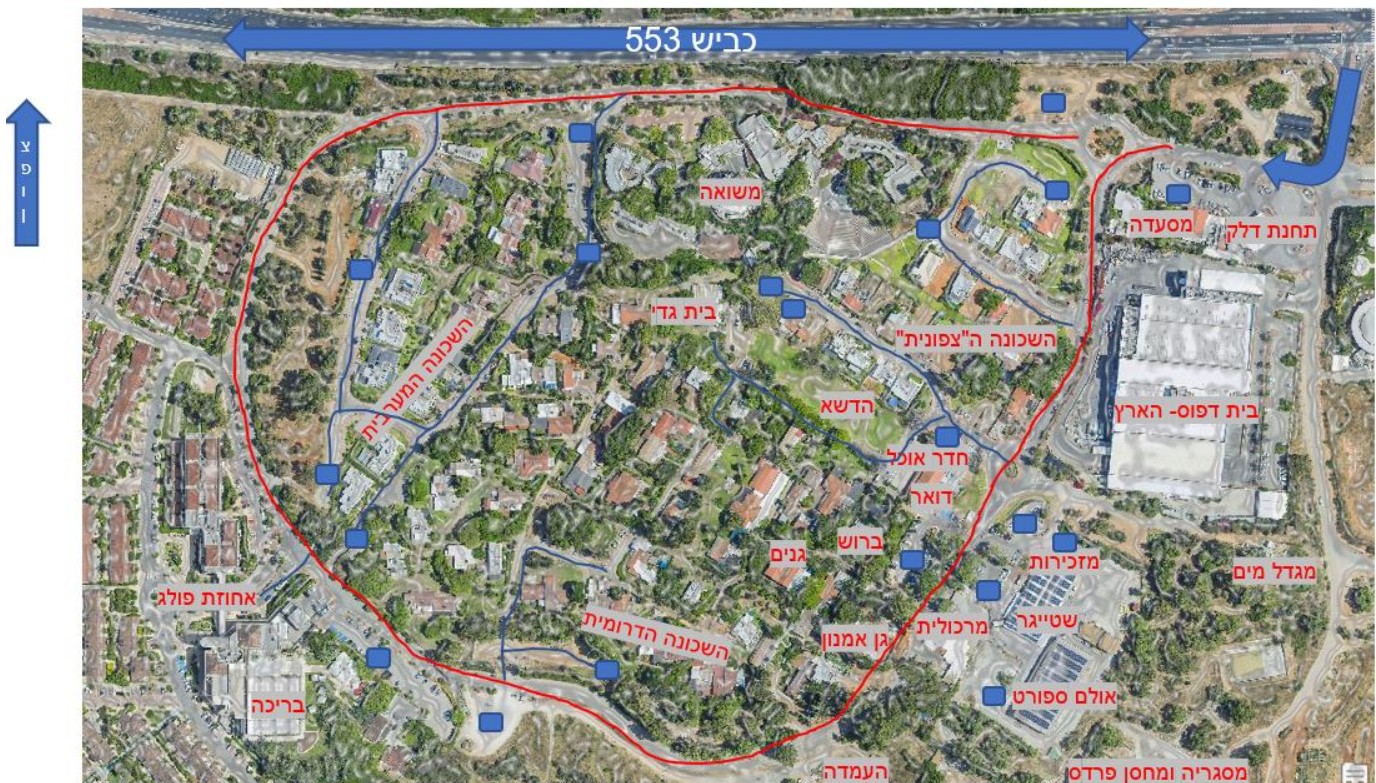 כביש 553
צפון
משואה
מסעדה
תחנת דלק
בית גדי
השכונה ה"צפונית"
השכונה המערבית
הדשא
בית דפוס- הארץ
חדר אוכל
דואר
ברוש
גנים
מזכירות
מגדל מים
אחוזת פולג
שטייגר
מרכולית
השכונה הדרומית
גן אמנון
בריכה
אולם ספורט
העמדה
מסגריה ומחסן פרדס